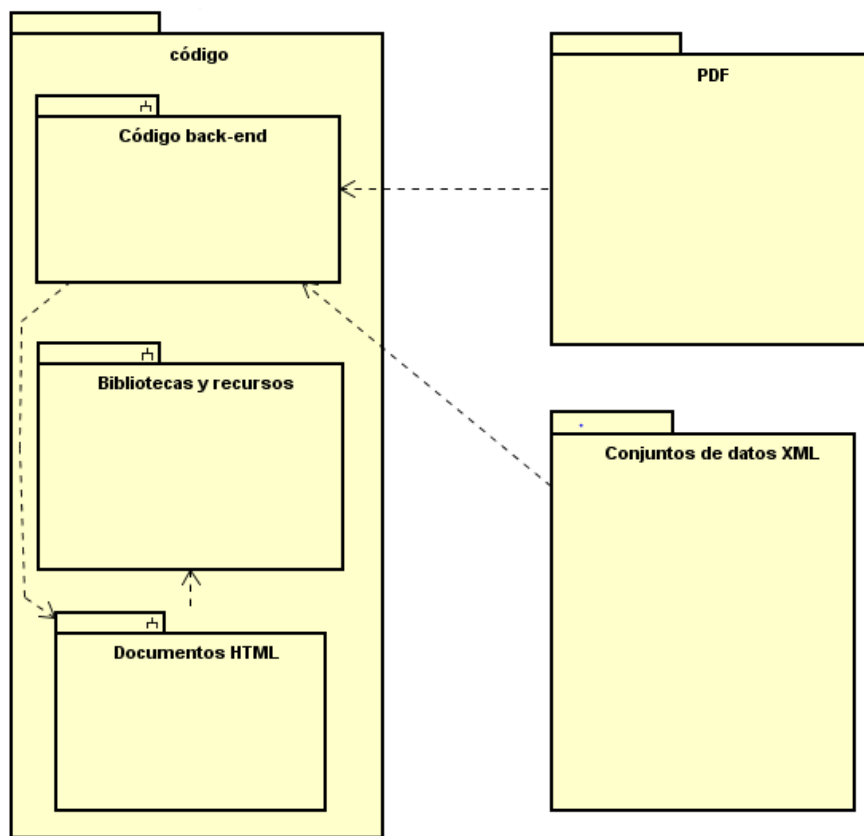 código
PDF
Código back-end
Bibliotecas y recursos
Conjuntos de datos XML
Documentos HTML